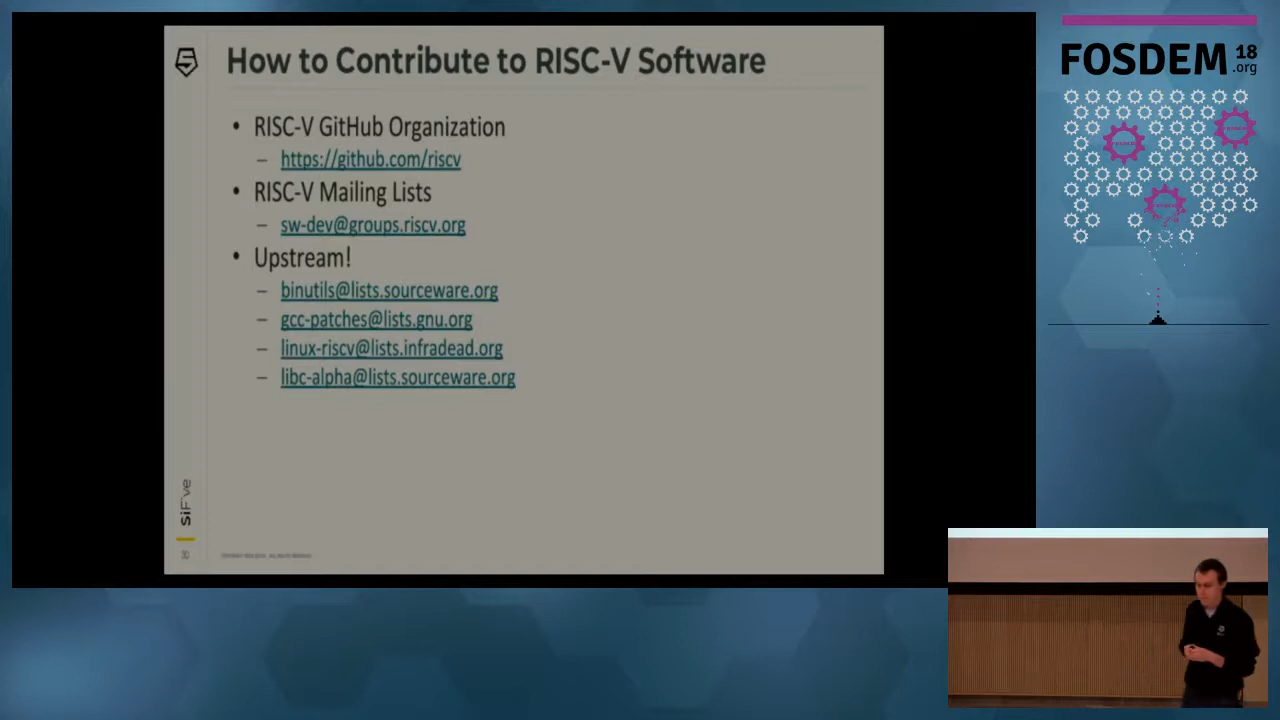 How to Contribute to RISC-V Software
• RISC-V GitHub Organization
– https://github.com/riscv
• RISC-V Mailing Lists
– sw-dev@groups.riscv.org
• Upstream!
– binutils@lists.sourceware.org
– gcc-patches@lists.gnu.org
– linux-riscv@lists.infradead.org
– libc-alpha@lists.sourceware.org
SiFive
FOSDEM 18
.org